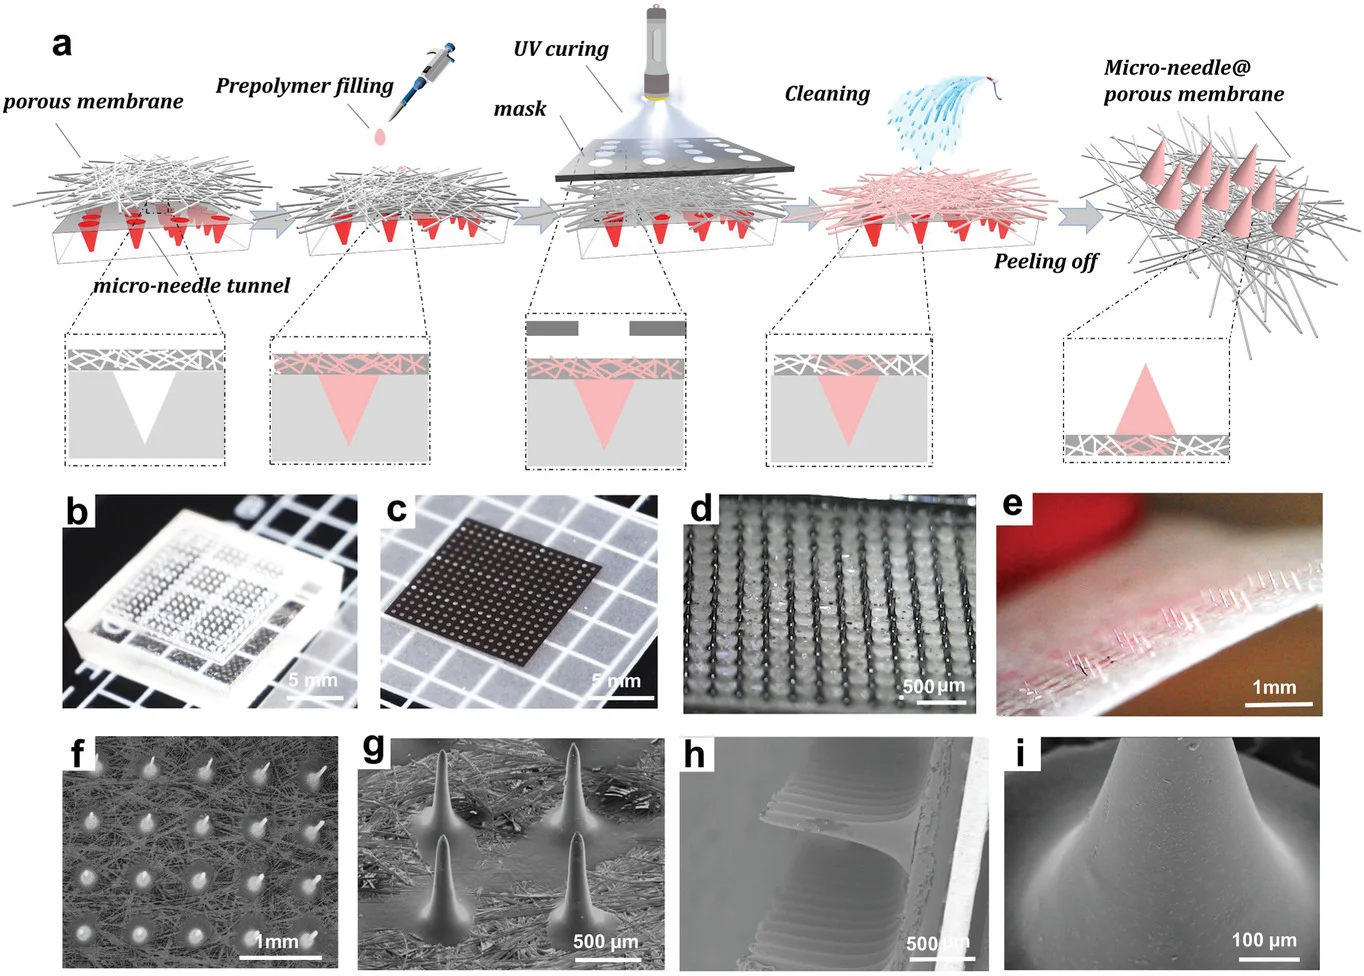 a
porous membrane
Prepolymer filling
UV curing
mask
Cleaning
Micro-needle@
porous membrane
micro-needle tunnel
Peeling off
b
5 mm
c
5 mm
d
500 μm
e
1mm
f
1mm
g
500 μm
h
500 μm
i
100 μm